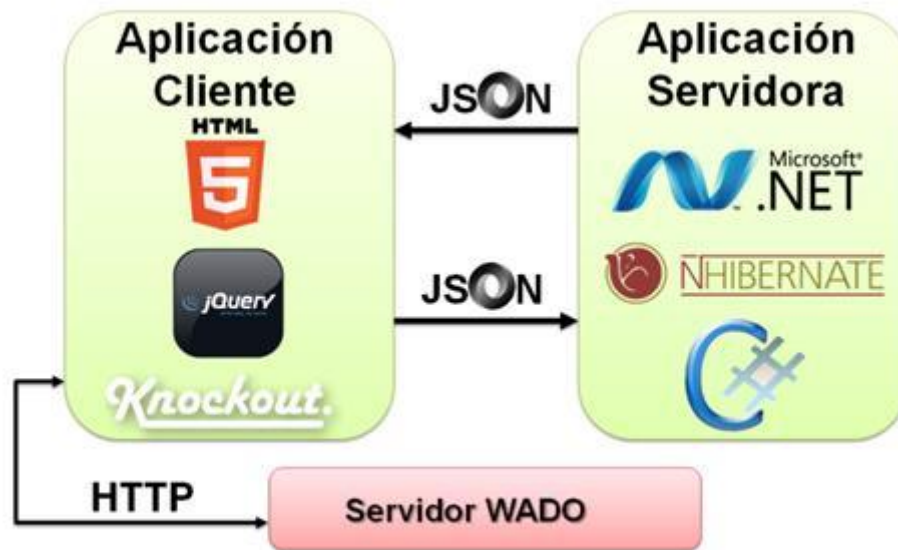 Aplicación
Cliente
HTML
5
jQuery
Knockout.
JSON
JSON
Aplicación
Servidora
Microsoft®
.NET
NHIBERNATE
C#
HTTP
Servidor WADO